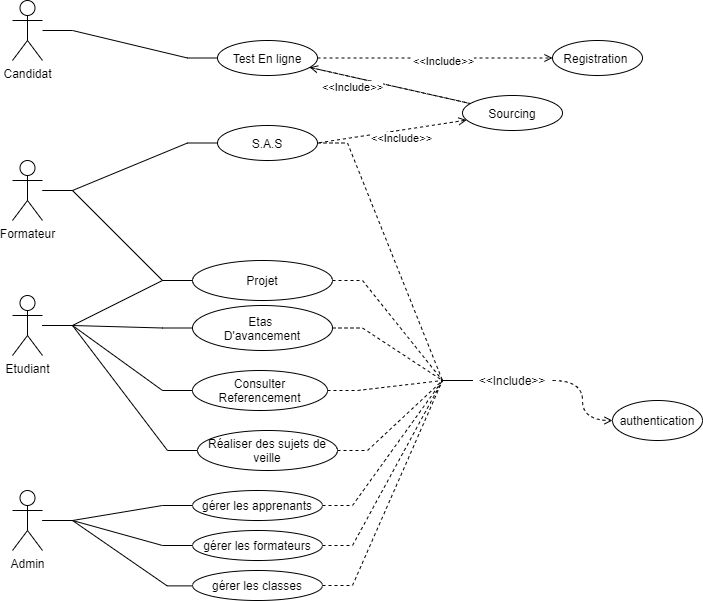 Candidat
Test En ligne
<<Include>>
Registration
<<Include>>
Sourcing
S.A.S
<<Include>>
Formateur
Projet
Etas
D'avancement
Etudiant
Consulter
Referencement
<<Include>>
authentication
Réaliser des sujets de
veille
gérer les apprenants
Admin
gérer les formateurs
gérer les classes